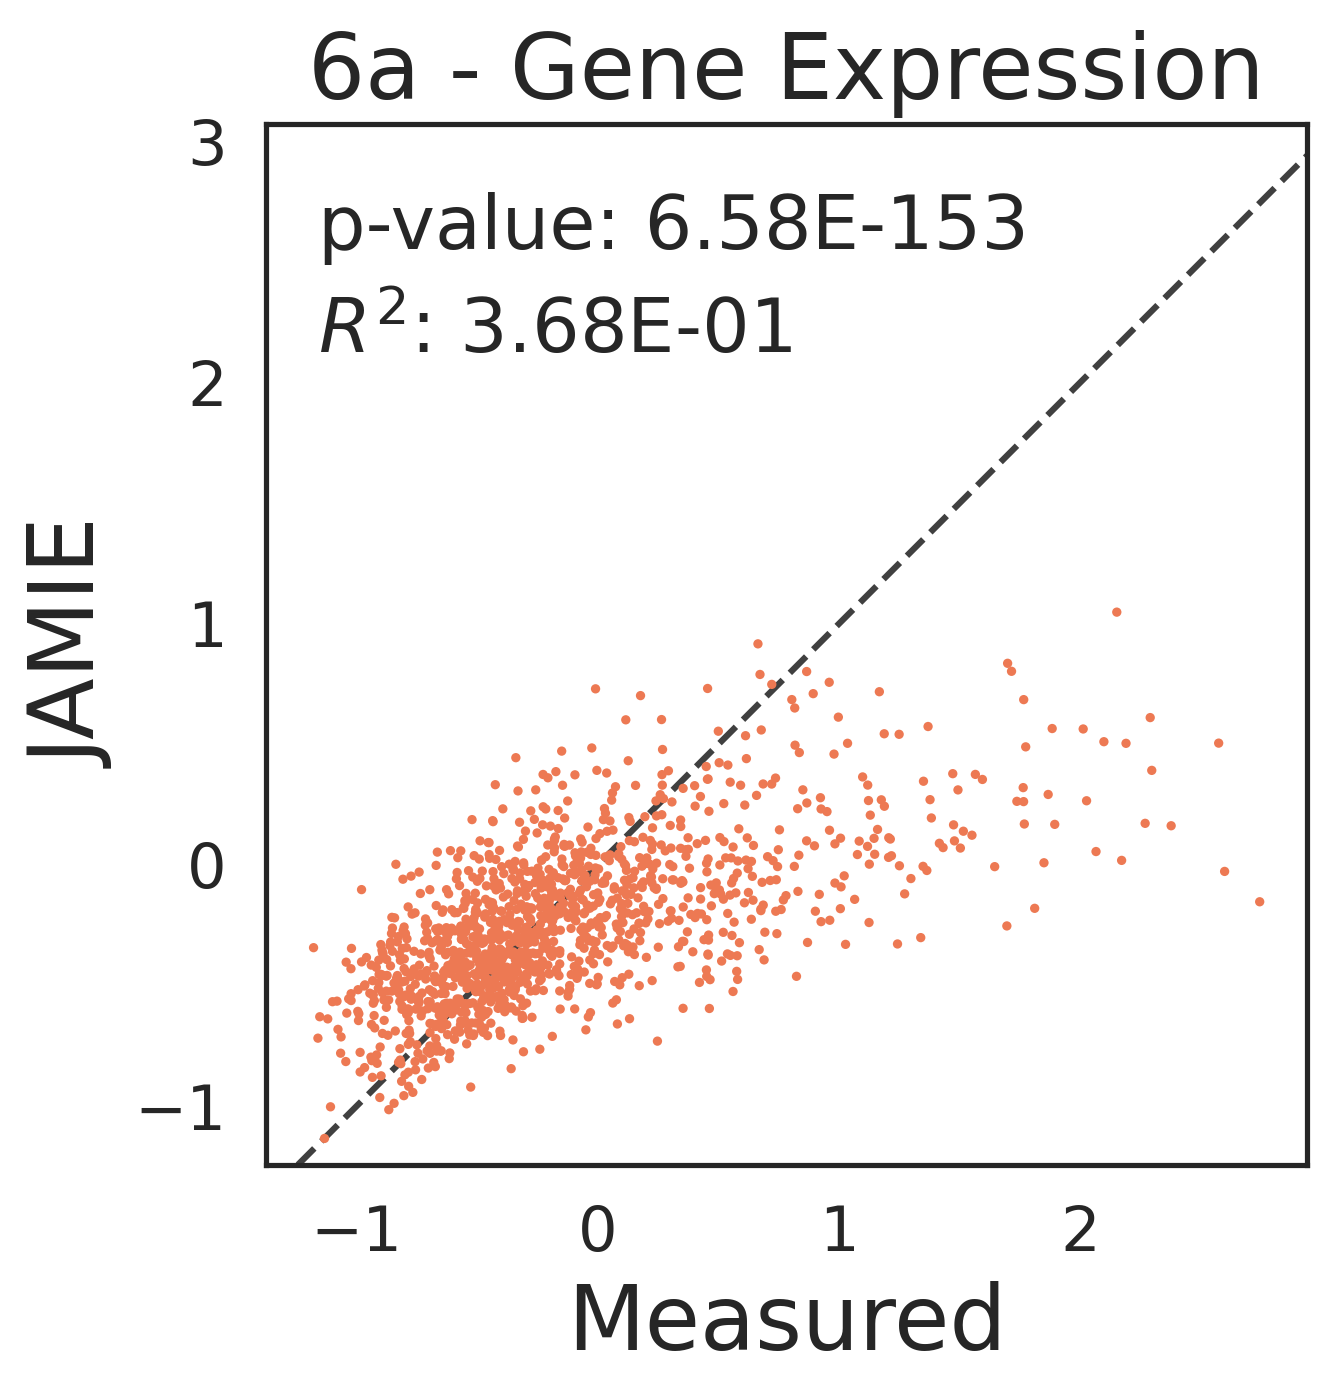 6a - Gene Expression
3
p-value: 6.58E-153
R²: 3.68E-01
2
1
0
−1
JAMIE
−1 0 1 2
Measured